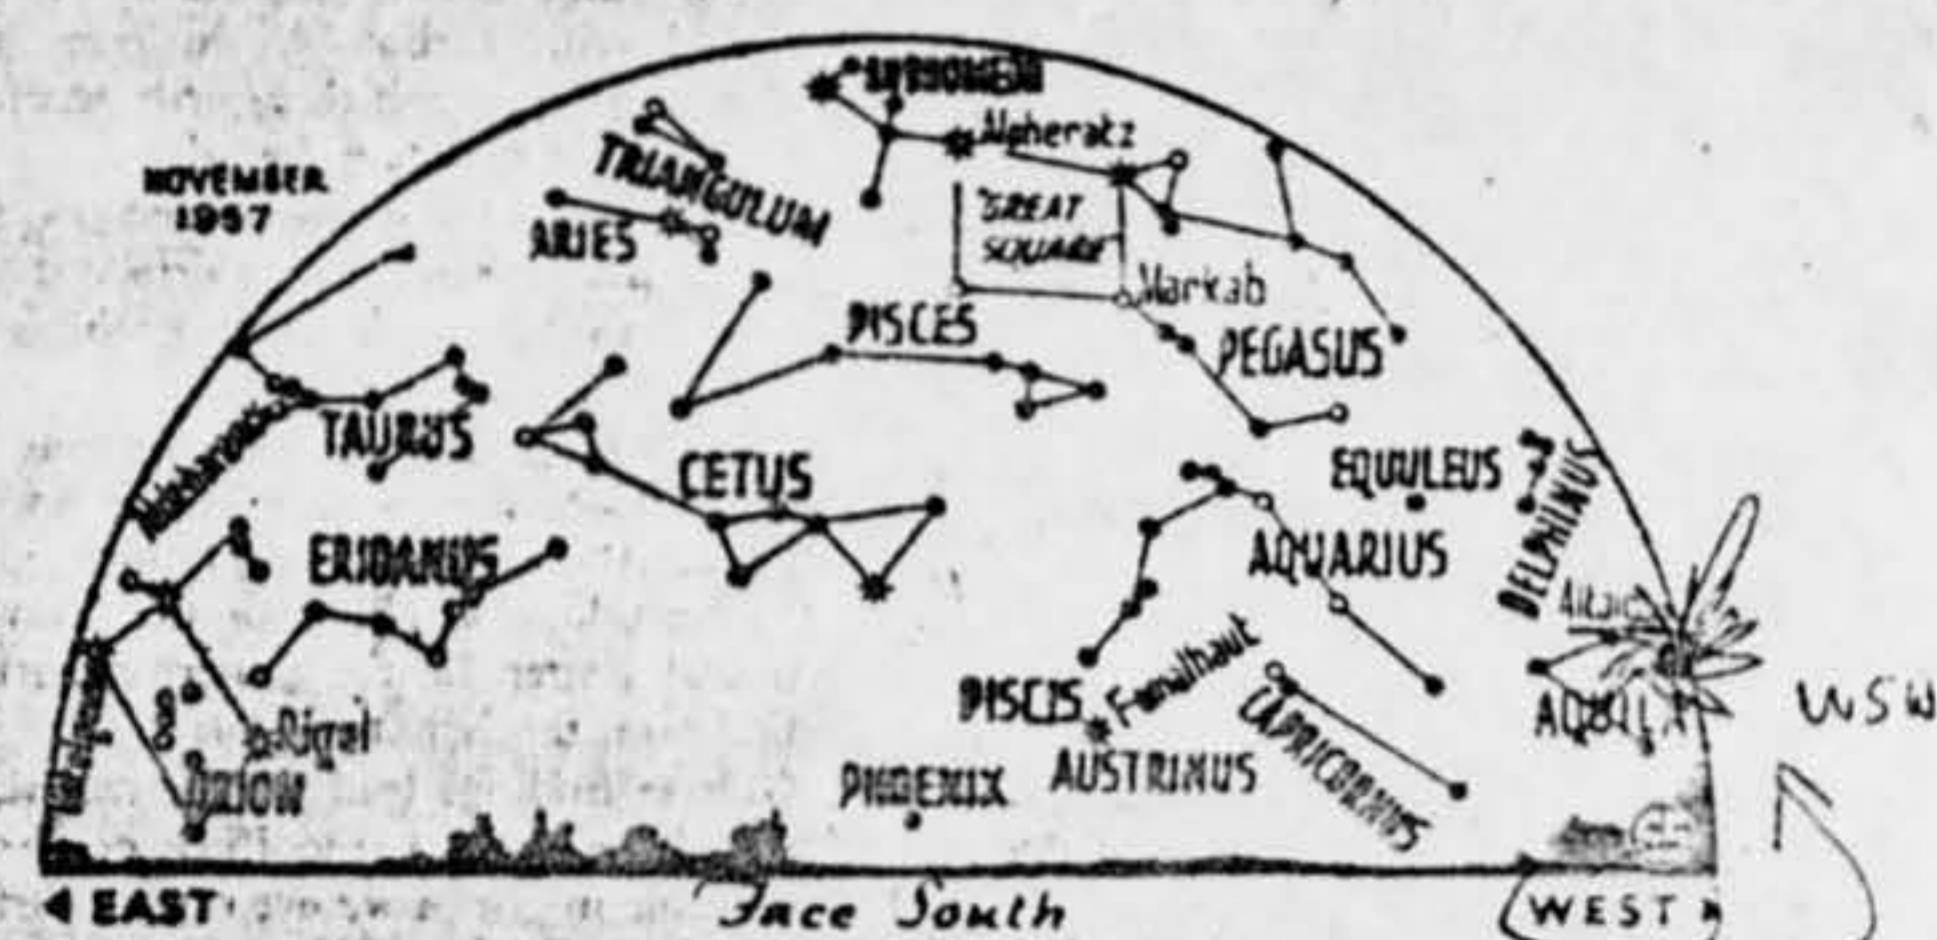 NOVEMBER
1957
Alpheratz
TRIANGULUM
"GREAT
SQUARE"
ARIES
Markab
PISCES
PEGASUS
TAURUS
CETUS
EQUULEUS
DELPHINUS
ERIDANUS
AQUARIUS
Altair
Fomalhaut
PISCIS
AUSTRINUS
CAPRICORNUS
AQUILA
WSW
Rigel
ORION
PHOENIX
EAST
Face South
WEST